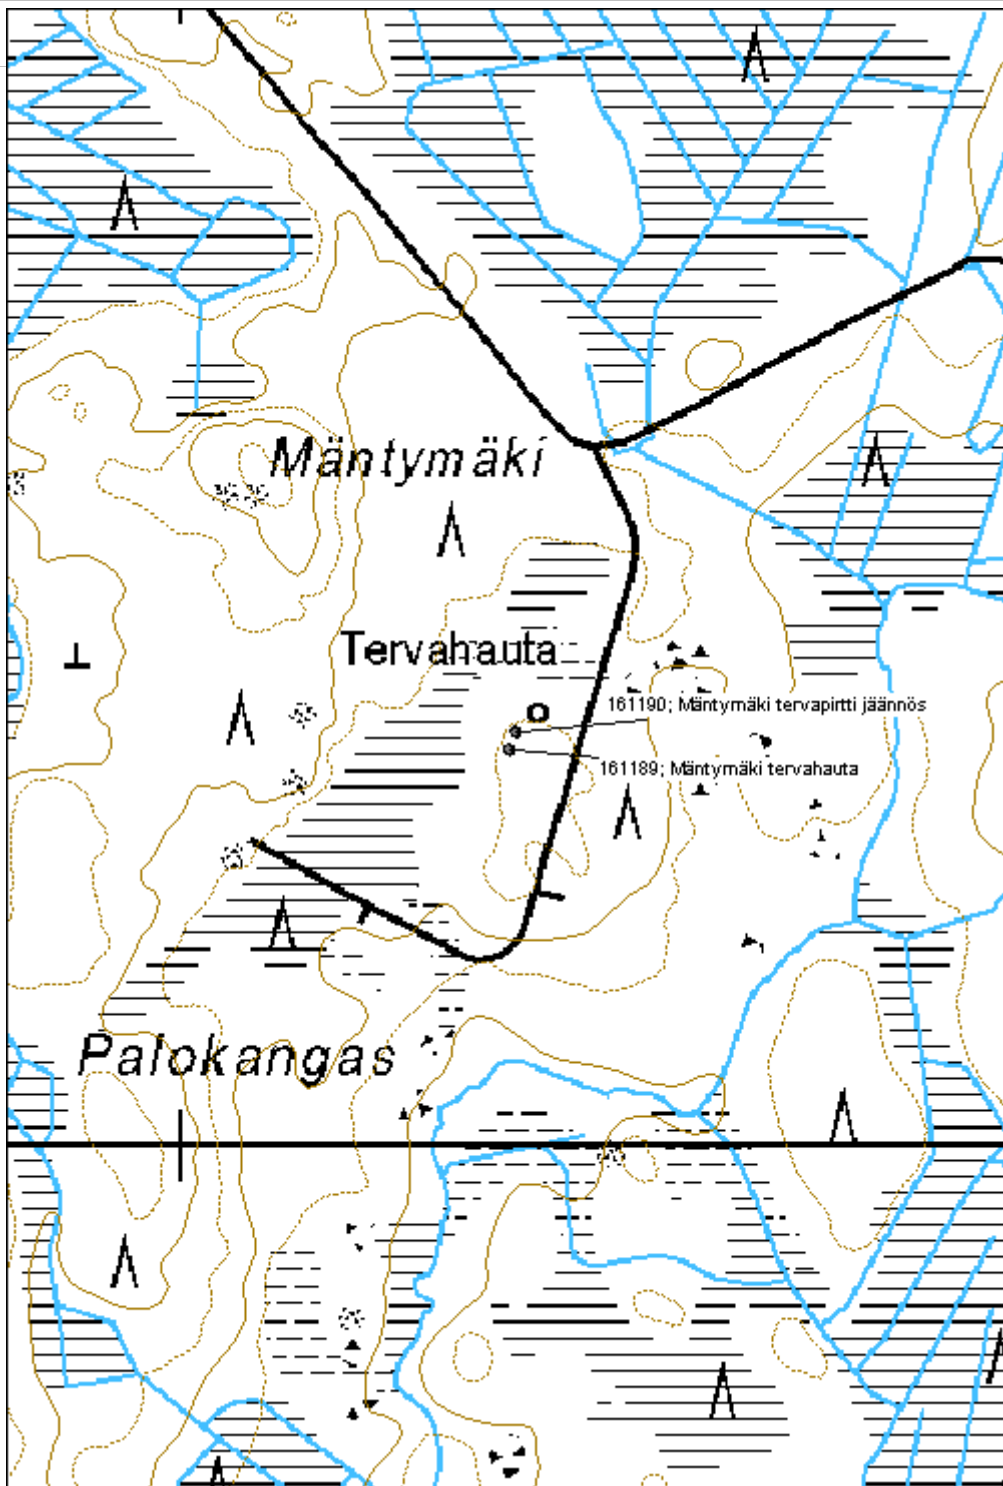 Mäntymäki
Tervahauta
161190; Mäntymäki tervapirtti jäännös
161189; Mäntymäki tervahauta
Palokangas